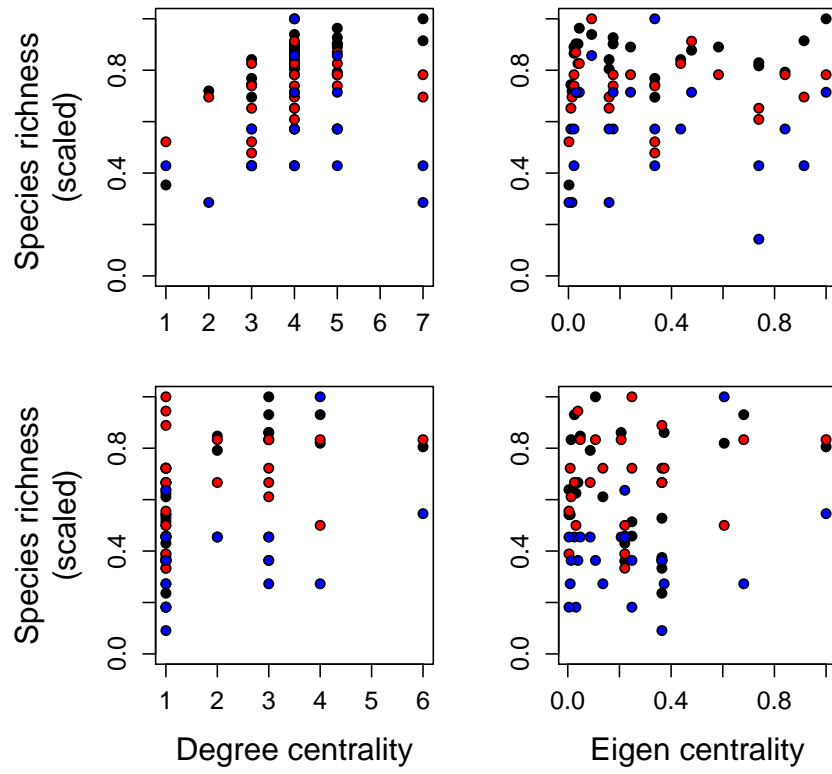 Species richness
(scaled)
0.0 0.4 0.8
1 2 3 4 5 6 7
0.0 0.4 0.8
0.0 0.4 0.8
Species richness
(scaled)
0.0 0.4 0.8
1 2 3 4 5 6
Degree centrality
0.0 0.4 0.8
0.0 0.4 0.8
Eigen centrality